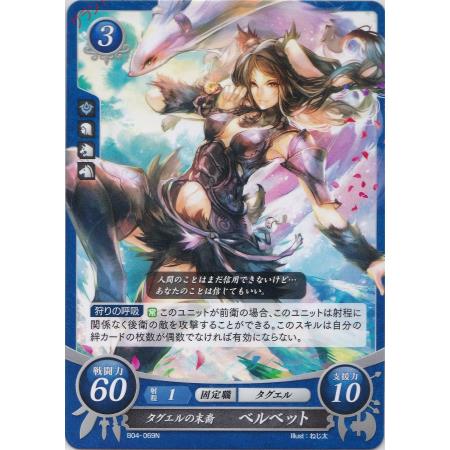 3
人間のことはまだ信用できないけど…
あなたのことは信じてもいい。
狩りの呼吸 常 このユニットが前衛の場合、このユニットは射程に
関係なく後衛の敵を攻撃することができる。このスキルは自分の
絆カードの枚数が偶数でなければ有効にならない。
戦闘力 60
射程 1 固定職 タグエル
支援力 10
タグエルの末裔 ベルベット
B04-069N
Illust：ねじ太